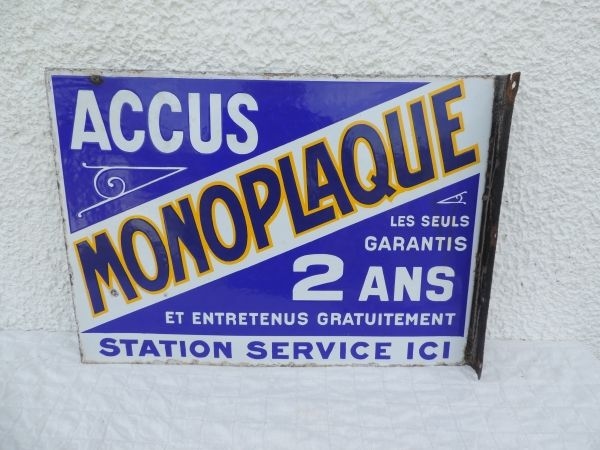 ACCUS
MONOPLAQUE
LES SEULS
GARANTIS
2 ANS
ET ENTRETENUS GRATUITEMENT
STATION SERVICE ICI